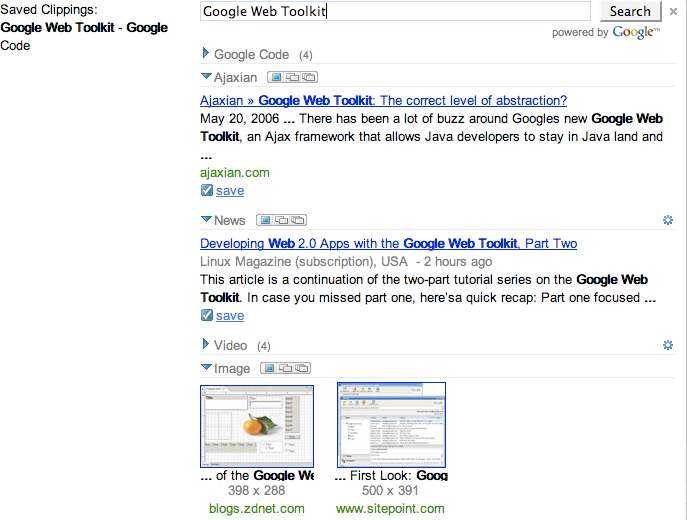 Saved Clippings:
Google Web Toolkit - Google
Code
Google Web Toolkit
Search
powered by Google™
Google Code (4)
Ajaxian
Ajaxian » Google Web Toolkit: The correct level of abstraction?
May 20, 2006 ... There has been a lot of buzz around Googles new Google Web
Toolkit, an Ajax framework that allows Java developers to stay in Java land and
...
ajaxian.com
save
News
Developing Web 2.0 Apps with the Google Web Toolkit, Part Two
Linux Magazine (subscription), USA - 2 hours ago
This article is a continuation of the two-part tutorial series on the Google Web
Toolkit. In case you missed part one, here'sa quick recap: Part one focused ...
save
Video (4)
Image
... of the Google We
398 x 288
blogs.zdnet.com
... First Look: Goog
500 x 391
www.sitepoint.com